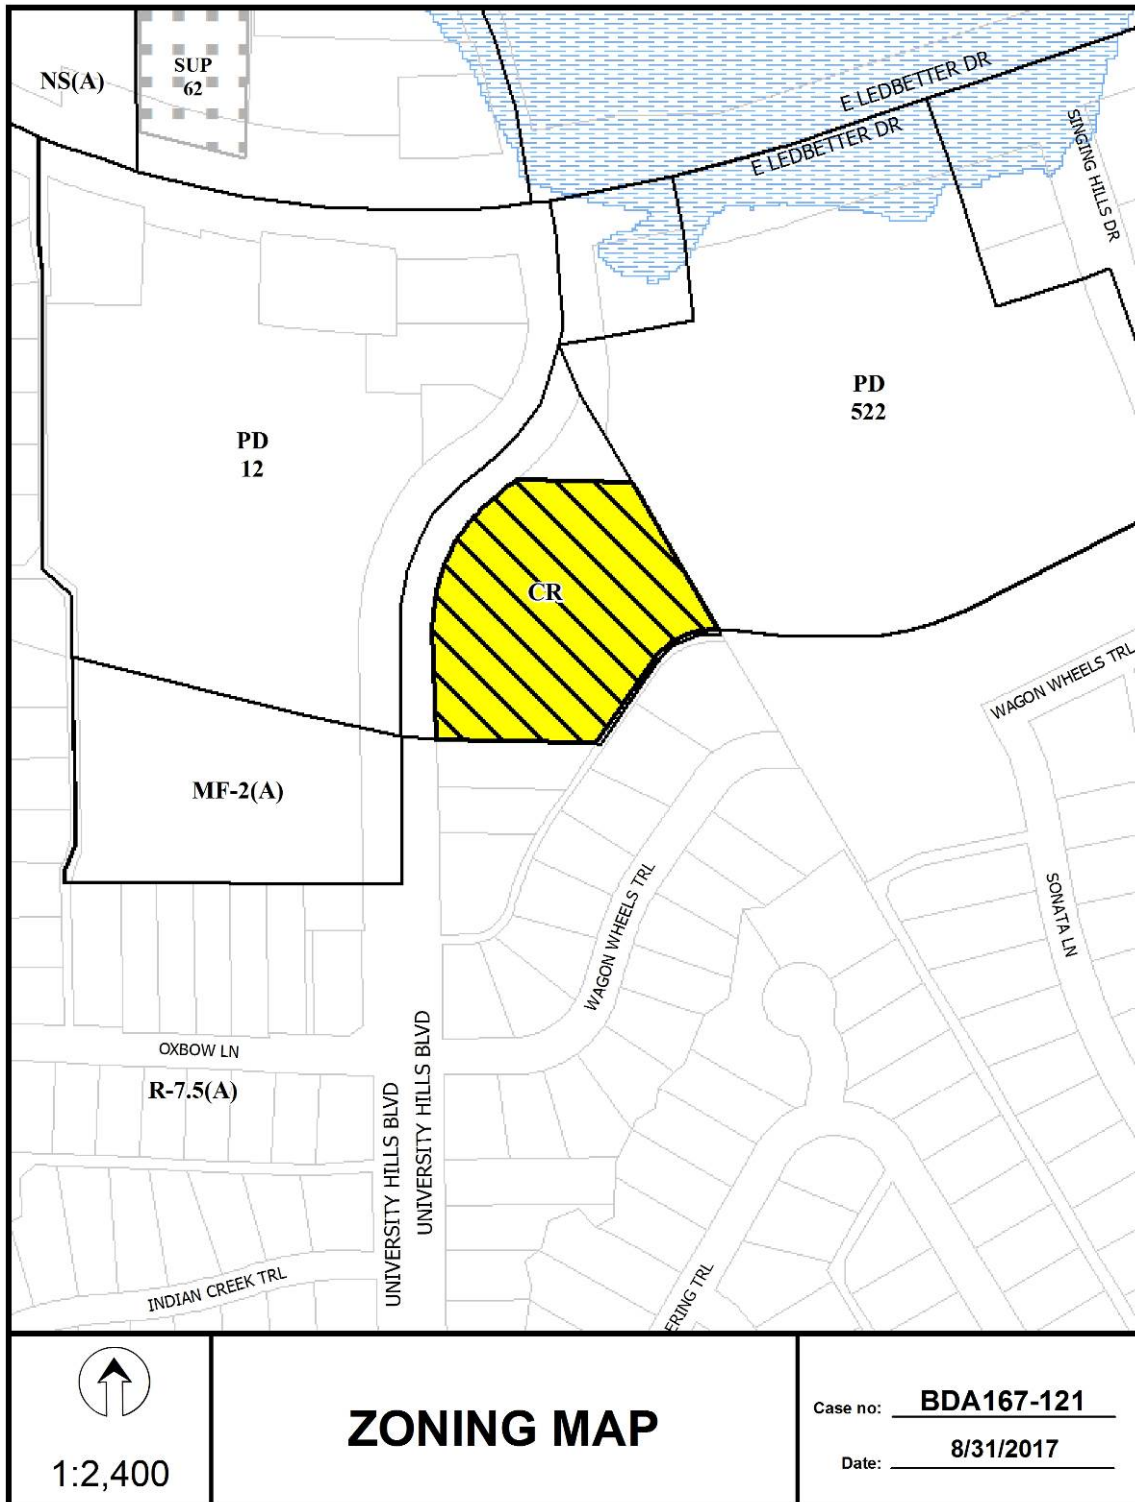 NS(A)
SUP
62
E LEDBETTER DR
E LEDBETTER DR
SINGING HILLS DR
PD
522
PD
12
CR
WAGON WHEELS TRL
MF-2(A)
WAGON WHEELS TRL
SONATA LN
OXBOW LN
R-7.5(A)
UNIVERSITY HILLS BLVD
UNIVERSITY HILLS BLVD
INDIAN CREEK TRL
ERING TRL
1:2,400
ZONING MAP
Case no: BDA167-121
Date: 8/31/2017